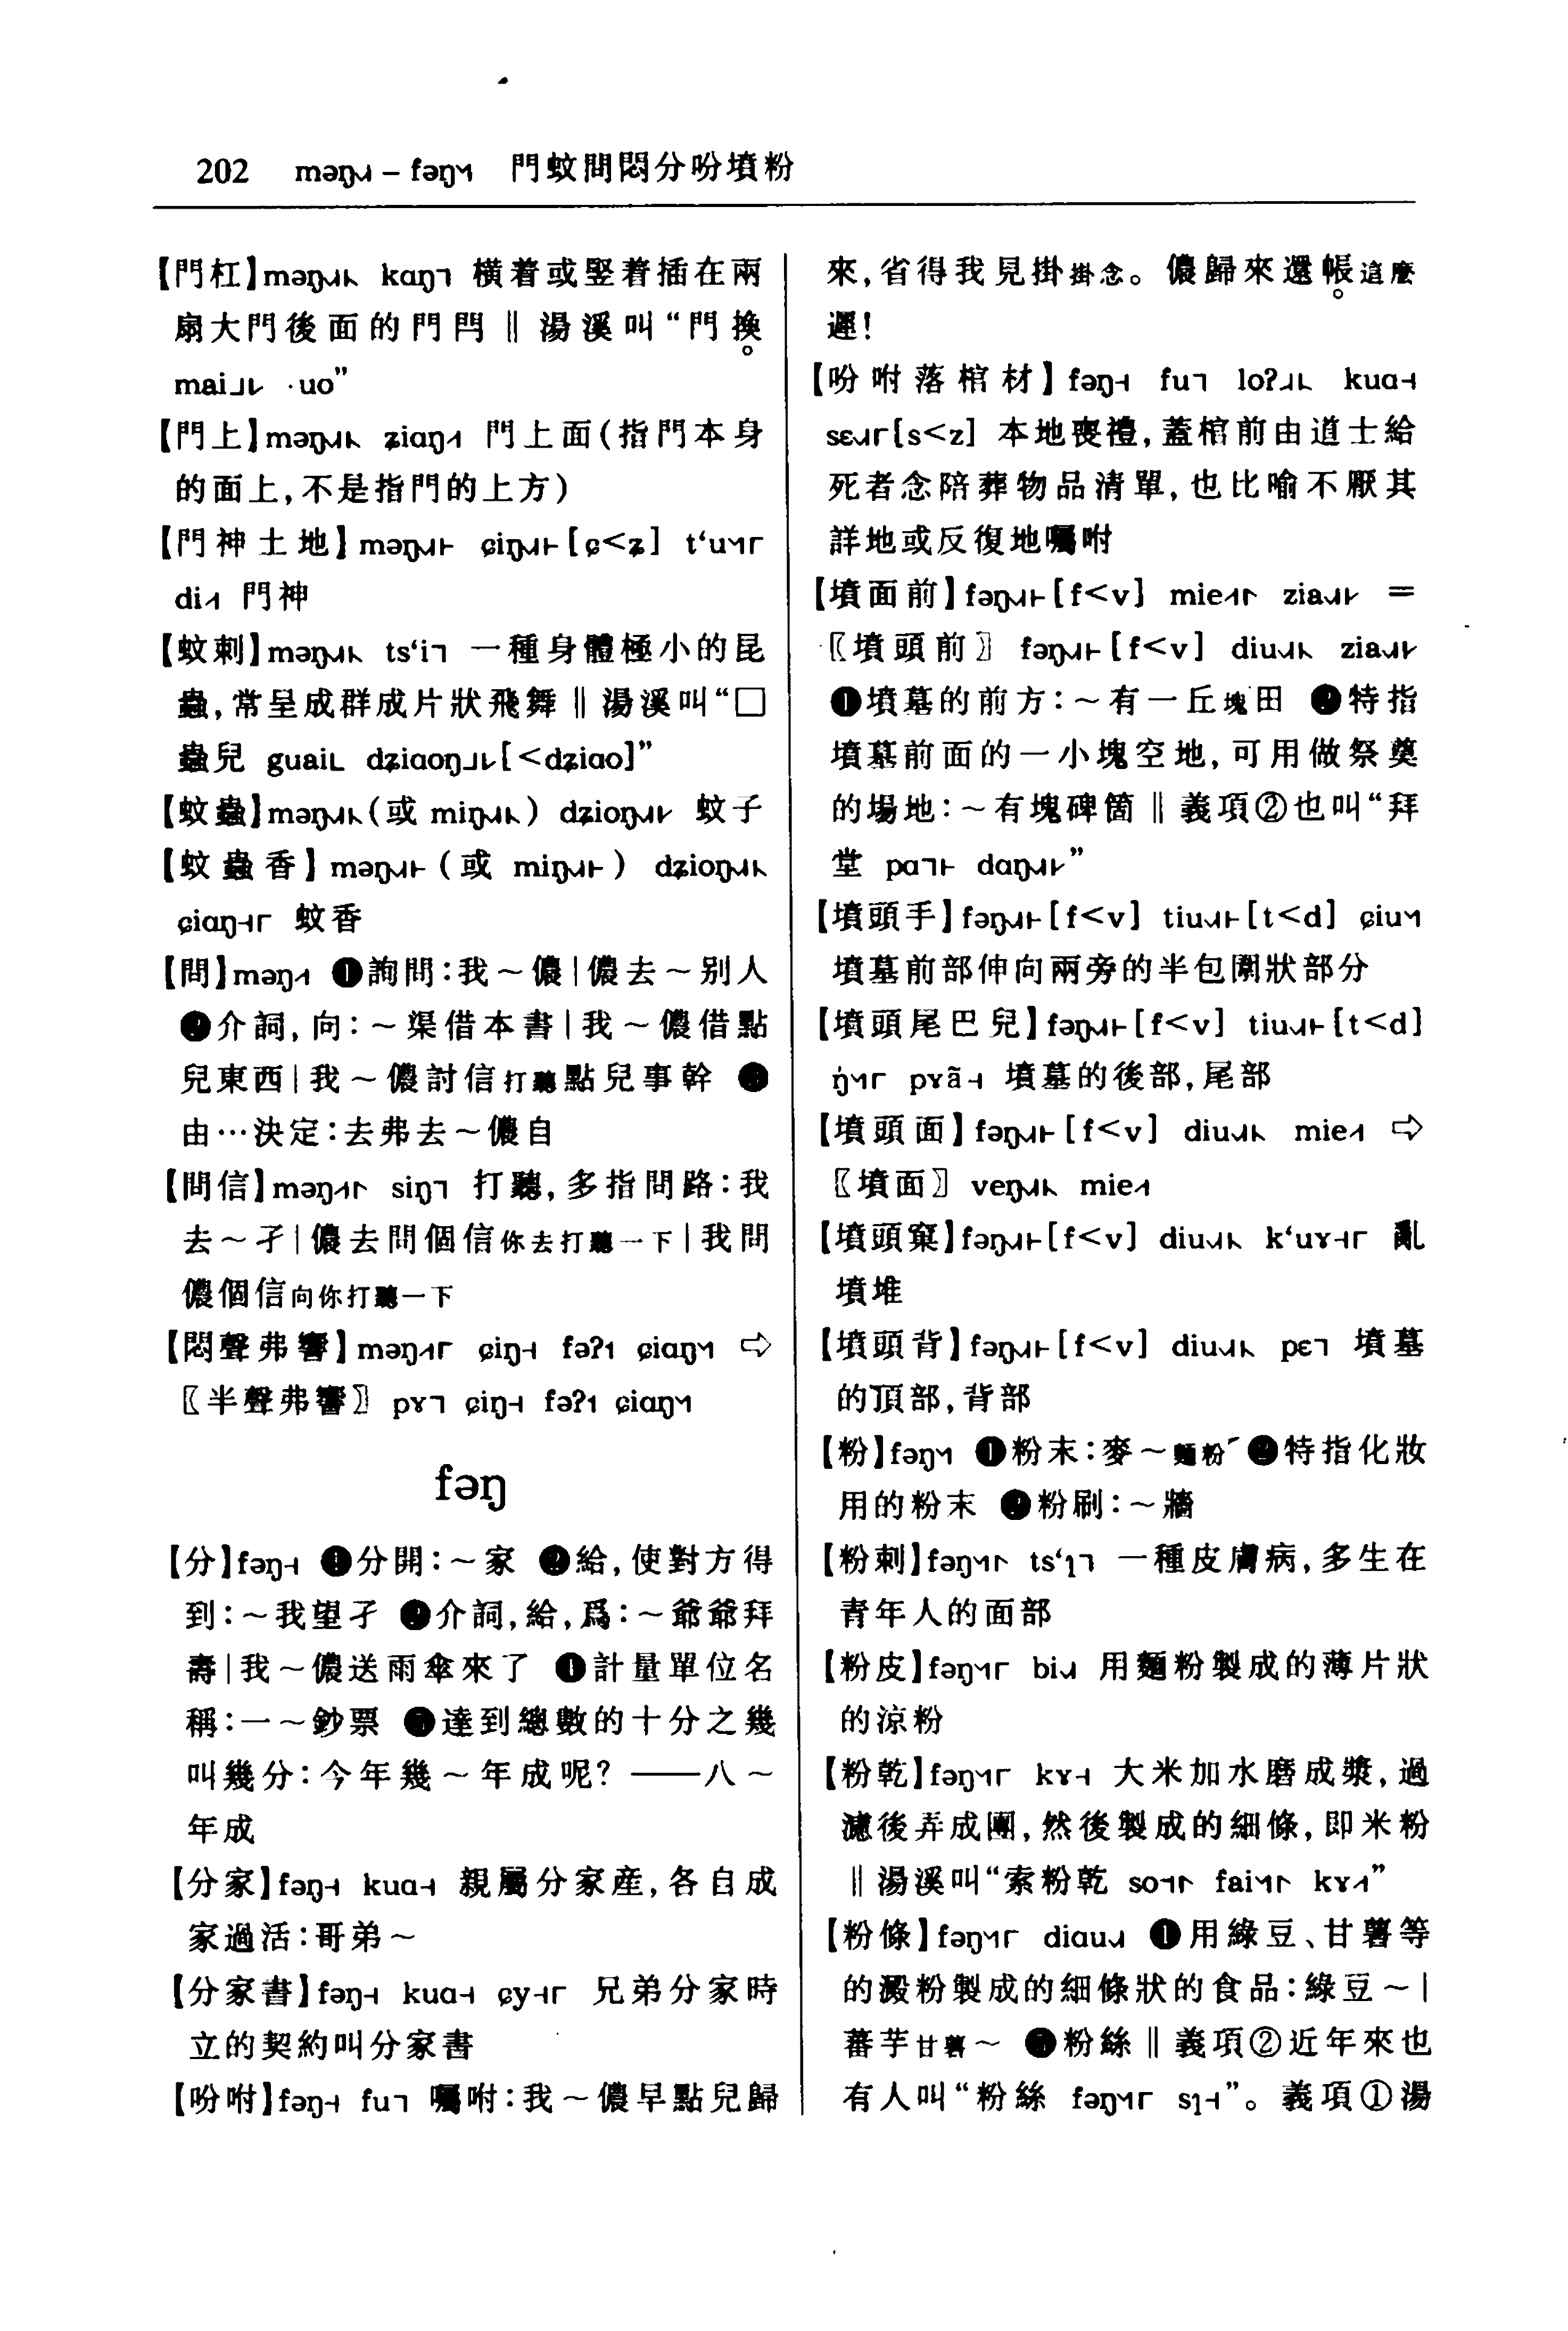 202 məŋ˨˩˧ – fəŋ˥˧˥ 門蚊問悶分吩墳粉
【門杠】məŋ kɑŋ˥ 橫着或竪着插在兩
扇大門後面的門閂‖湯溪叫“門換
mai ·uo”
【門上】məŋ ʑiɑŋ 門上面(指門本身
的面上,不是指門的上方)
【門神土地】məŋ ɕiŋ[ɕ<ʑ] t‘u
di 門神
【蚊刺】məŋ ts‘i˥ 一種身體極小的昆
蟲,常呈成群成片狀飛舞‖湯溪叫“□
蟲兒 guai dʑiɑoŋ[<dʑiɑo]”
【蚊蟲】məŋ(或 miŋ) dʑioŋ 蚊子
【蚊蟲香】məŋ(或 miŋ) dʑioŋ
ɕiɑŋ 蚊香
【問】məŋ ❶詢問:我～儂|儂去～别人
❷介詞,向:～渠借本書|我～儂借點
兒東西|我～儂討信打聽點兒事幹 ❸
由…決定:去弗去～儂自
【問信】məŋ siŋ˥ 打聽,多指問路:我
去～孑|儂去問個信你去打聽一下|我問
儂個信向你打聽一下
【悶聲弗響】məŋ ɕiŋ fəʔ ɕiɑŋ ⇨
〖半聲弗響〗 pɤ˥ ɕiŋ fəʔ ɕiɑŋ
fəŋ
【分】fəŋ ❶分開:～家 ❷給,使對方得
到:～我望孑 ❸介詞,給,爲:～爺爺拜
壽|我～儂送雨傘來了 ❹計量單位名
稱:一～鈔票 ❺達到總數的十分之幾
叫幾分:今年幾～年成呢? ——八～
年成
【分家】fəŋ kuɑ 親屬分家産,各自成
家過活:哥弟～
【分家書】fəŋ kuɑ ɕy 兄弟分家時
立的契約叫分家書
【吩咐】fəŋ fu˥ 囑咐:我～儂早點兒歸
來,省得我見掛掛念。儂歸來還帳這麽
遲!
【吩咐落棺材】fəŋ fu˥ loʔ kuɑ
sɛ[s<z] 本地喪禮,蓋棺前由道士給
死者念陪葬物品清單,也比喻不厭其
詳地或反復地囑咐
【墳面前】fəŋ[f<v] mie ziɑ ＝
〖墳頭前〗 fəŋ[f<v] diu ziɑ
❶墳墓的前方:～有一丘塊田 ❷特指
墳墓前面的一小塊空地,可用做祭奠
的場地:～有塊碑箇‖義項②也叫“拜
堂 pɑ˥ dɑŋ”
【墳頭手】fəŋ[f<v] tiu[t<d] ɕiu
墳墓前部伸向兩旁的半包圍狀部分
【墳頭尾巴兒】fəŋ[f<v] tiu[t<d]
ŋ̍ pɤã 墳墓的後部,尾部
【墳頭面】fəŋ[f<v] diu mie ⇨
〖墳面〗 veŋ mie
【墳頭窠】fəŋ[f<v] diu k‘uɤ 亂
墳堆
【墳頭背】fəŋ[f<v] diu pɛ˥ 墳墓
的頂部,背部
【粉】fəŋ ❶粉末:麥～麵粉 ❷特指化妝
用的粉末 ❸粉刷:～牆
【粉刺】fəŋ ts‘ɿ˥ 一種皮膚病,多生在
青年人的面部
【粉皮】fəŋ bi 用麵粉製成的薄片狀
的涼粉
【粉乾】fəŋ kɤ 大米加水磨成漿,過
濾後弄成團,然後製成的細條,即米粉
‖湯溪叫“索粉乾 so fai kɤ”
【粉條】fəŋ diɑu ❶用綠豆、甘薯等
的澱粉製成的細條狀的食品:綠豆～|
蕃芋甘薯～ ❷粉絲‖義項②近年來也
有人叫“粉絲 fəŋ sɿ”。義項①湯